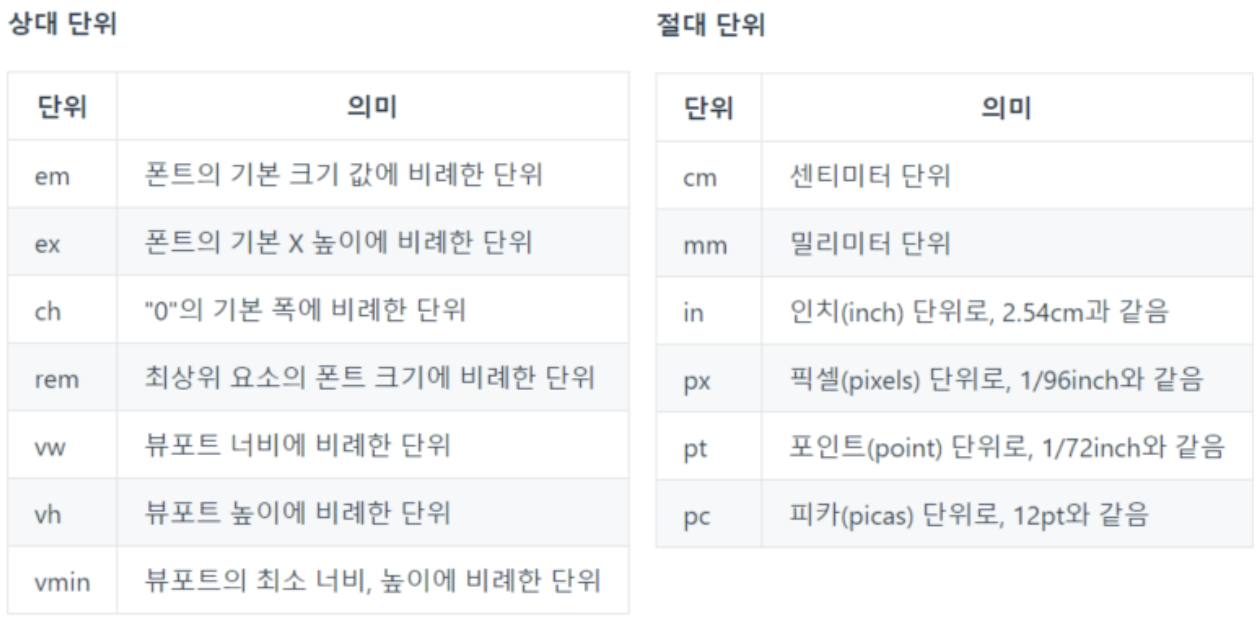 상대 단위
단위 의미
em 폰트의 기본 크기 값에 비례한 단위
ex 폰트의 기본 X 높이에 비례한 단위
ch "0"의 기본 폭에 비례한 단위
rem 최상위 요소의 폰트 크기에 비례한 단위
vw 뷰포트 너비에 비례한 단위
vh 뷰포트 높이에 비례한 단위
vmin 뷰포트의 최소 너비, 높이에 비례한 단위
절대 단위
단위 의미
cm 센티미터 단위
mm 밀리미터 단위
in 인치(inch) 단위로, 2.54cm과 같음
px 픽셀(pixels) 단위로, 1/96inch와 같음
pt 포인트(point) 단위로, 1/72inch와 같음
pc 피카(picas) 단위로, 12pt와 같음